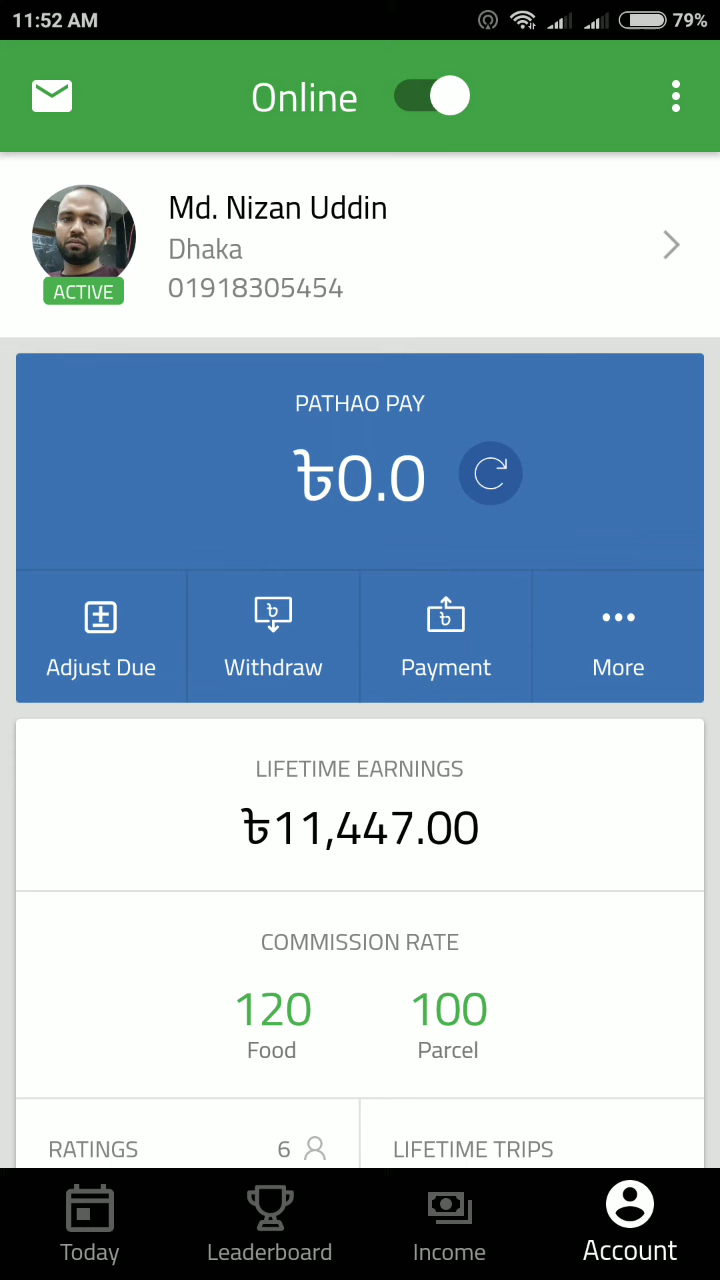 11:52 AM
79%
Online
Md. Nizan Uddin
Dhaka
01918305454
ACTIVE
PATHAO PAY
৳0.0
Adjust Due
Withdraw
Payment
More
LIFETIME EARNINGS
৳11,447.00
COMMISSION RATE
120
100
Food
Parcel
RATINGS
6
LIFETIME TRIPS
Today
Leaderboard
Income
Account